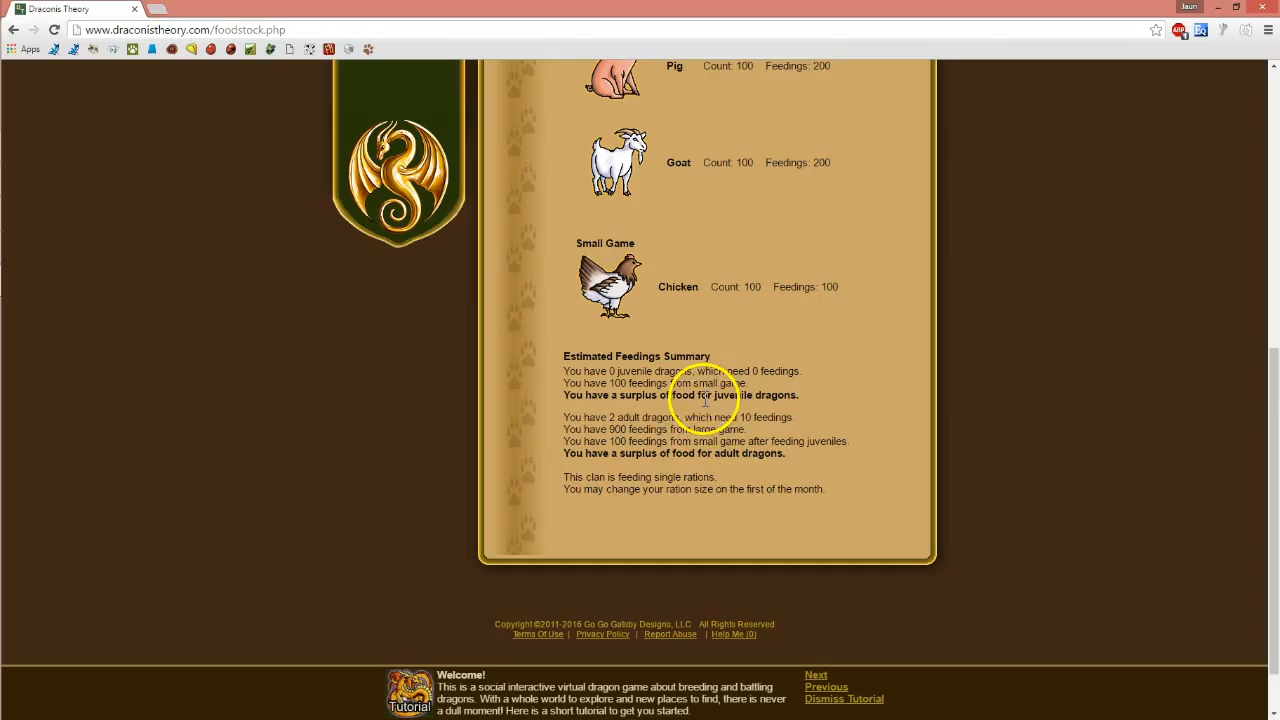 Draconis Theory
Jaun
www.draconistheory.com/foodstock.php
Apps
Pig Count: 100 Feedings: 200
Goat Count: 100 Feedings: 200
Small Game
Chicken Count: 100 Feedings: 100
Estimated Feedings Summary
You have 0 juvenile dragons, which need 0 feedings.
You have 100 feedings from small game.
You have a surplus of food for juvenile dragons.
You have 2 adult dragons, which need 10 feedings.
You have 900 feedings from large game.
You have 100 feedings from small game after feeding juveniles.
You have a surplus of food for adult dragons.
This clan is feeding single rations.
You may change your ration size on the first of the month.
Copyright ©2011-2016 Go Go Gatsby Designs, LLC All Rights Reserved
Terms Of Use | Privacy Policy | Report Abuse | Help Me (0)
Welcome!
This is a social interactive virtual dragon game about breeding and battling
dragons. With a whole world to explore and new places to find, there is never
a dull moment! Here is a short tutorial to get you started.
Tutorial
Next
Previous
Dismiss Tutorial